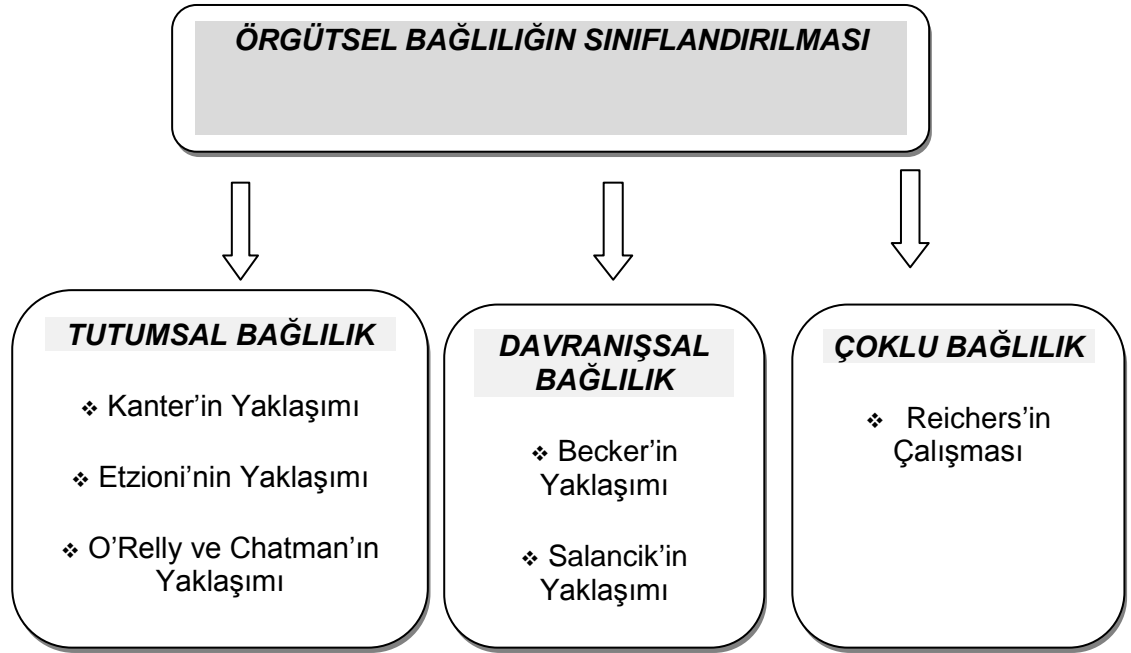 ÖRGÜTSEL BAĞLILIĞIN SINIFLANDIRILMASI
TUTUMSAL BAĞLILIK
❖ Kanter’in Yaklaşımı
❖ Etzioni’nin Yaklaşımı
❖ O’Relly ve Chatman’ın
Yaklaşımı
DAVRANIŞSAL
BAĞLILIK
❖ Becker’in
Yaklaşımı
❖ Salancik’in
Yaklaşımı
ÇOKLU BAĞLILIK
❖ Reichers’in
Çalışması